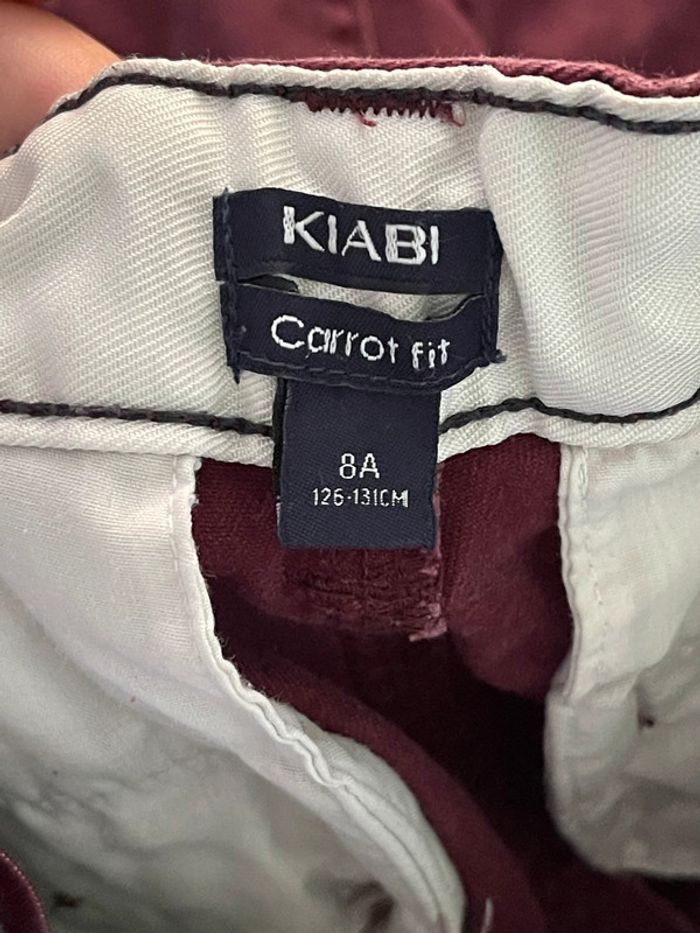 KIABI
Carrot fit
8A
126-131CM